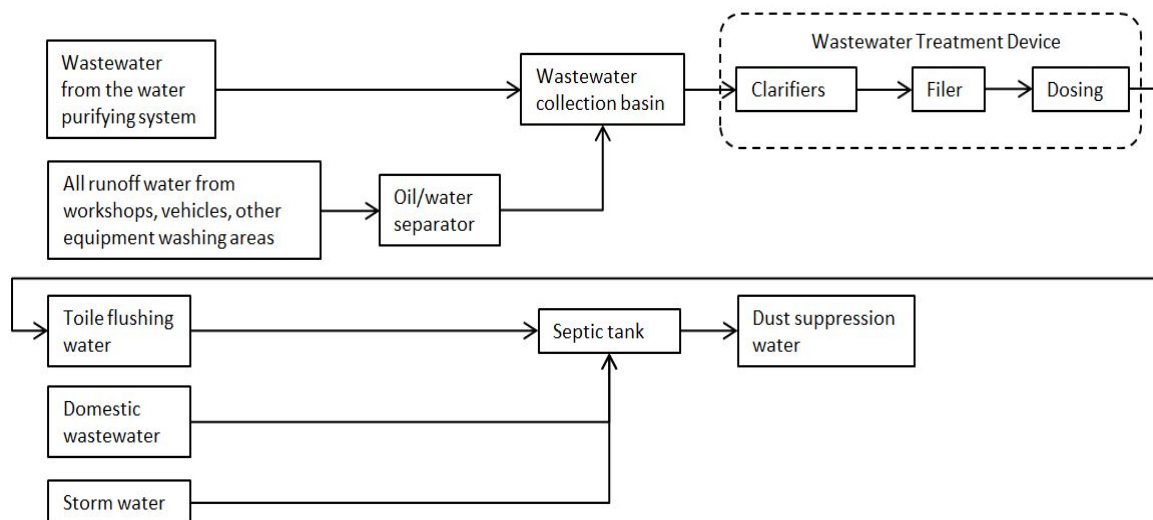 Wastewater Treatment Device
Wastewater
from the water
purifying system
Wastewater
collection basin
Clarifiers
Filer
Dosing
All runoff water from
workshops, vehicles, other
equipment washing areas
Oil/water
separator
Toile flushing
water
Septic tank
Dust suppression
water
Domestic
wastewater
Storm water